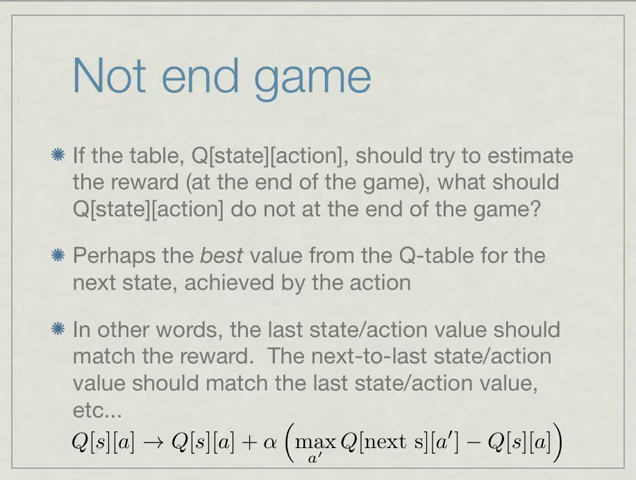 Not end game
✺ If the table, Q[state][action], should try to estimate
the reward (at the end of the game), what should
Q[state][action] do not at the end of the game?
✺ Perhaps the best value from the Q-table for the
next state, achieved by the action
✺ In other words, the last state/action value should
match the reward.  The next-to-last state/action
value should match the last state/action value,
etc...
Q[s][a] → Q[s][a] + α (max_{a′} Q[next s][a′] − Q[s][a])